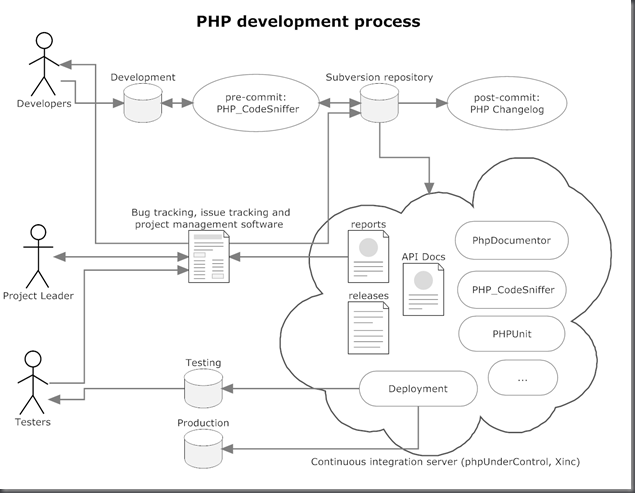 PHP development process
Developers
Development
pre-commit:
PHP_CodeSniffer
Subversion repository
post-commit:
PHP Changelog
Bug tracking, issue tracking and
project management software
Project Leader
reports
API Docs
releases
PhpDocumentor
PHP_CodeSniffer
PHPUnit
...
Testing
Deployment
Testers
Production
Continuous integration server (phpUnderControl, Xinc)